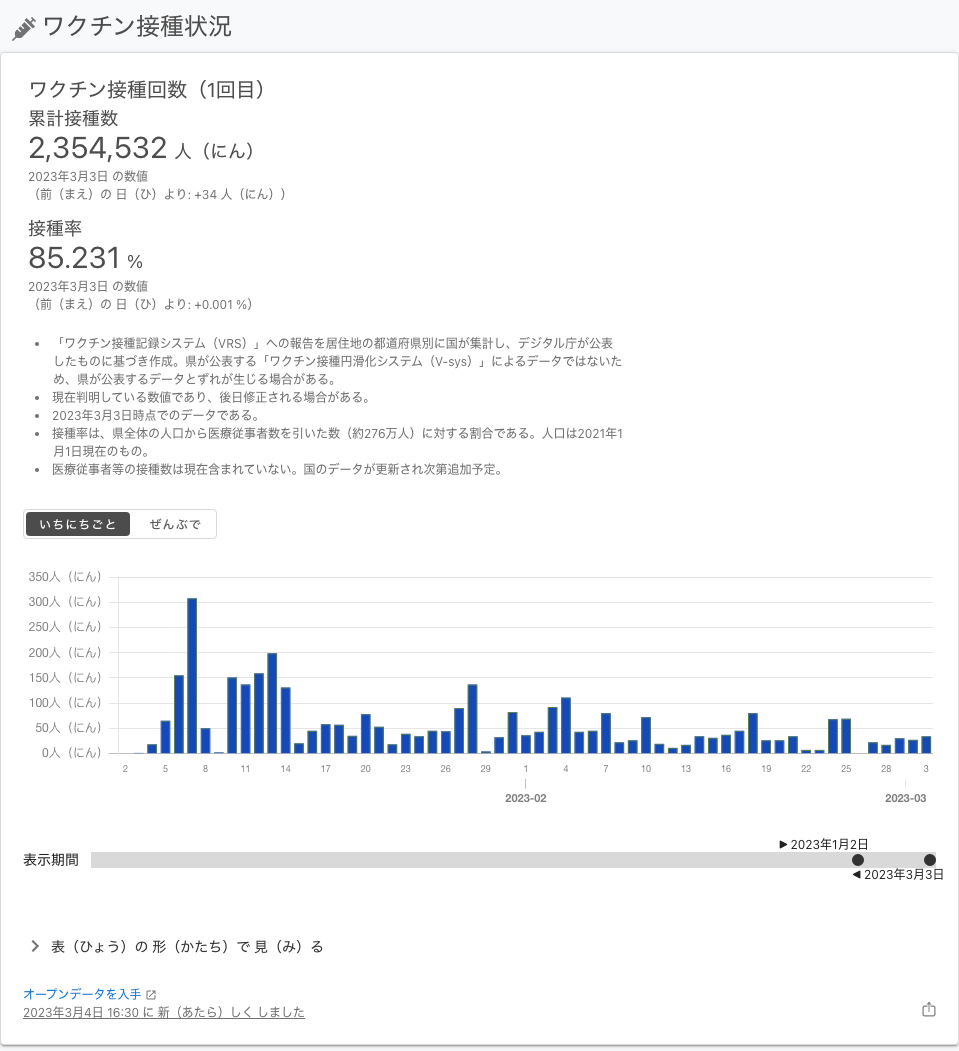 ワクチン接種状況
ワクチン接種回数（1回目）
累計接種数
2,354,532 人（にん）
2023年3月3日 の数値
（前（まえ）の 日（ひ）より: +34 人（にん））
接種率
85.231 %
2023年3月3日 の数値
（前（まえ）の 日（ひ）より: +0.001 %）
• 「ワクチン接種記録システム（VRS）」への報告を居住地の都道府県別に国が集計し、デジタル庁が公表
したものに基づき作成。県が公表する「ワクチン接種円滑化システム（V-sys）」によるデータではないた
め、県が公表するデータとずれが生じる場合がある。
• 現在判明している数値であり、後日修正される場合がある。
• 2023年3月3日時点でのデータである。
• 接種率は、県全体の人口から医療従事者数を引いた数（約276万人）に対する割合である。人口は2021年1
月1日現在のもの。
• 医療従事者等の接種数は現在含まれていない。国のデータが更新され次第追加予定。
いちにちごと ぜんぶで
350人（にん）
300人（にん）
250人（にん）
200人（にん）
150人（にん）
100人（にん）
50人（にん）
0人（にん）
2 5 8 11 14 17 20 23 26 29 1 4 7 10 13 16 19 22 25 28 3
2023-02 2023-03
▶ 2023年1月2日
表示期間
◀ 2023年3月3日
表（ひょう）の 形（かたち）で 見（み）る
オープンデータを入手
2023年3月4日 16:30 に 新（あたら）しく しました